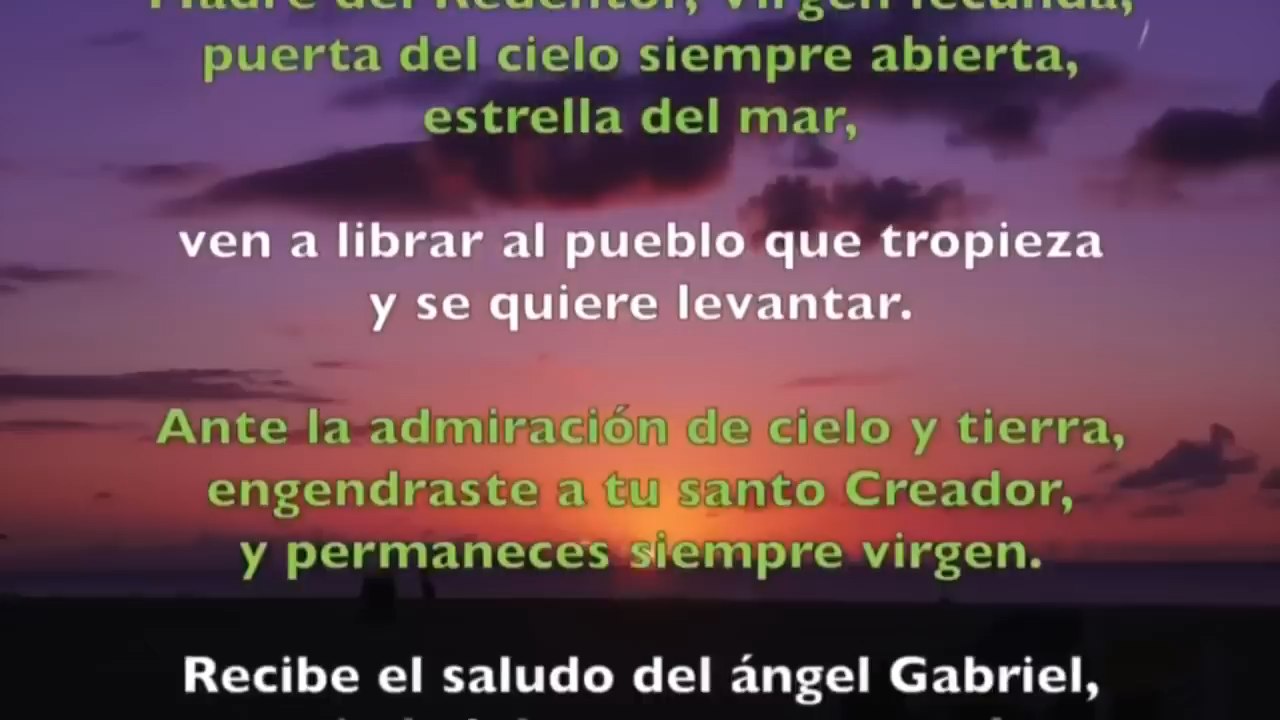 Madre del Redentor, Virgen fecunda,
puerta del cielo siempre abierta,
estrella del mar,
ven a librar al pueblo que tropieza
y se quiere levantar.
Ante la admiración de cielo y tierra,
engendraste a tu santo Creador,
y permaneces siempre virgen.
Recibe el saludo del ángel Gabriel,